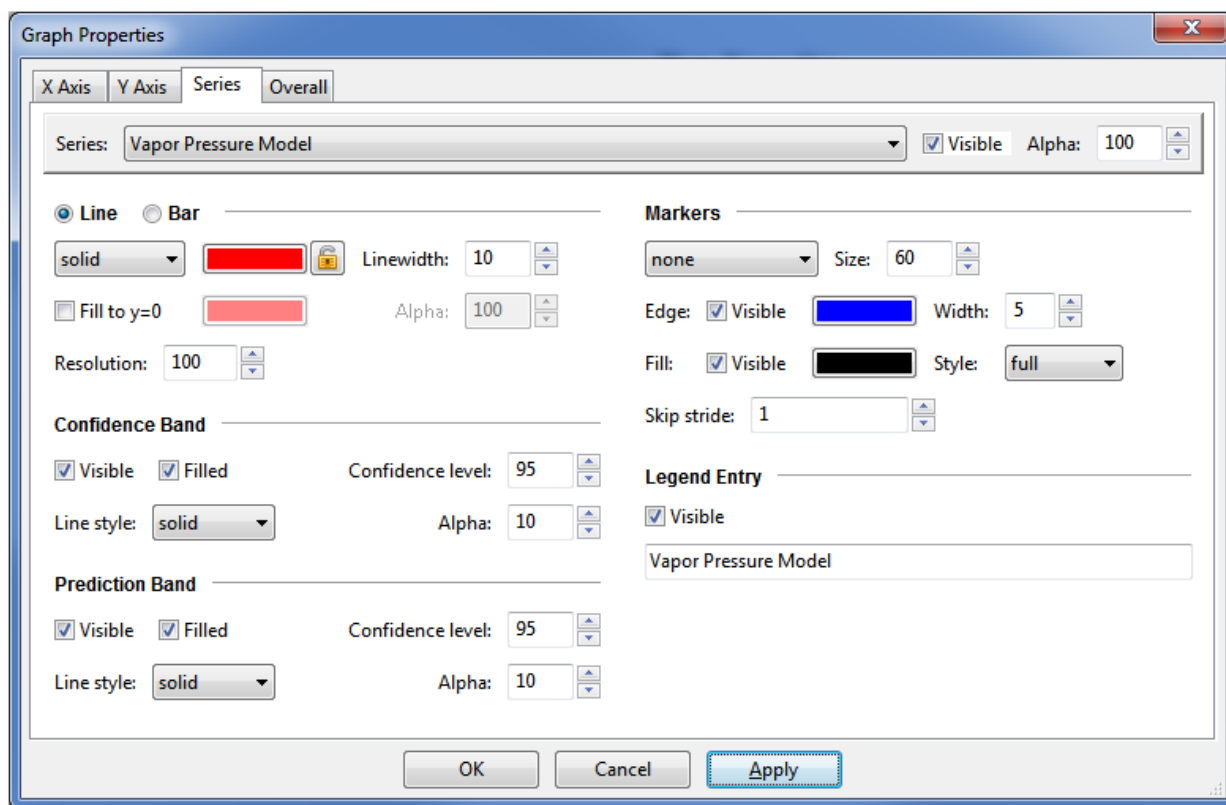 Graph Properties
X Axis Y Axis Series Overall
Series: Vapor Pressure Model Visible Alpha: 100
Line Bar
solid Linewidth: 10
Fill to y=0 Alpha: 100
Resolution: 100
Confidence Band
Visible Filled Confidence level: 95
Line style: solid Alpha: 10
Prediction Band
Visible Filled Confidence level: 95
Line style: solid Alpha: 10
Markers
none Size: 60
Edge: Visible Width: 5
Fill: Visible Style: full
Skip stride: 1
Legend Entry
Visible
Vapor Pressure Model
OK Cancel Apply